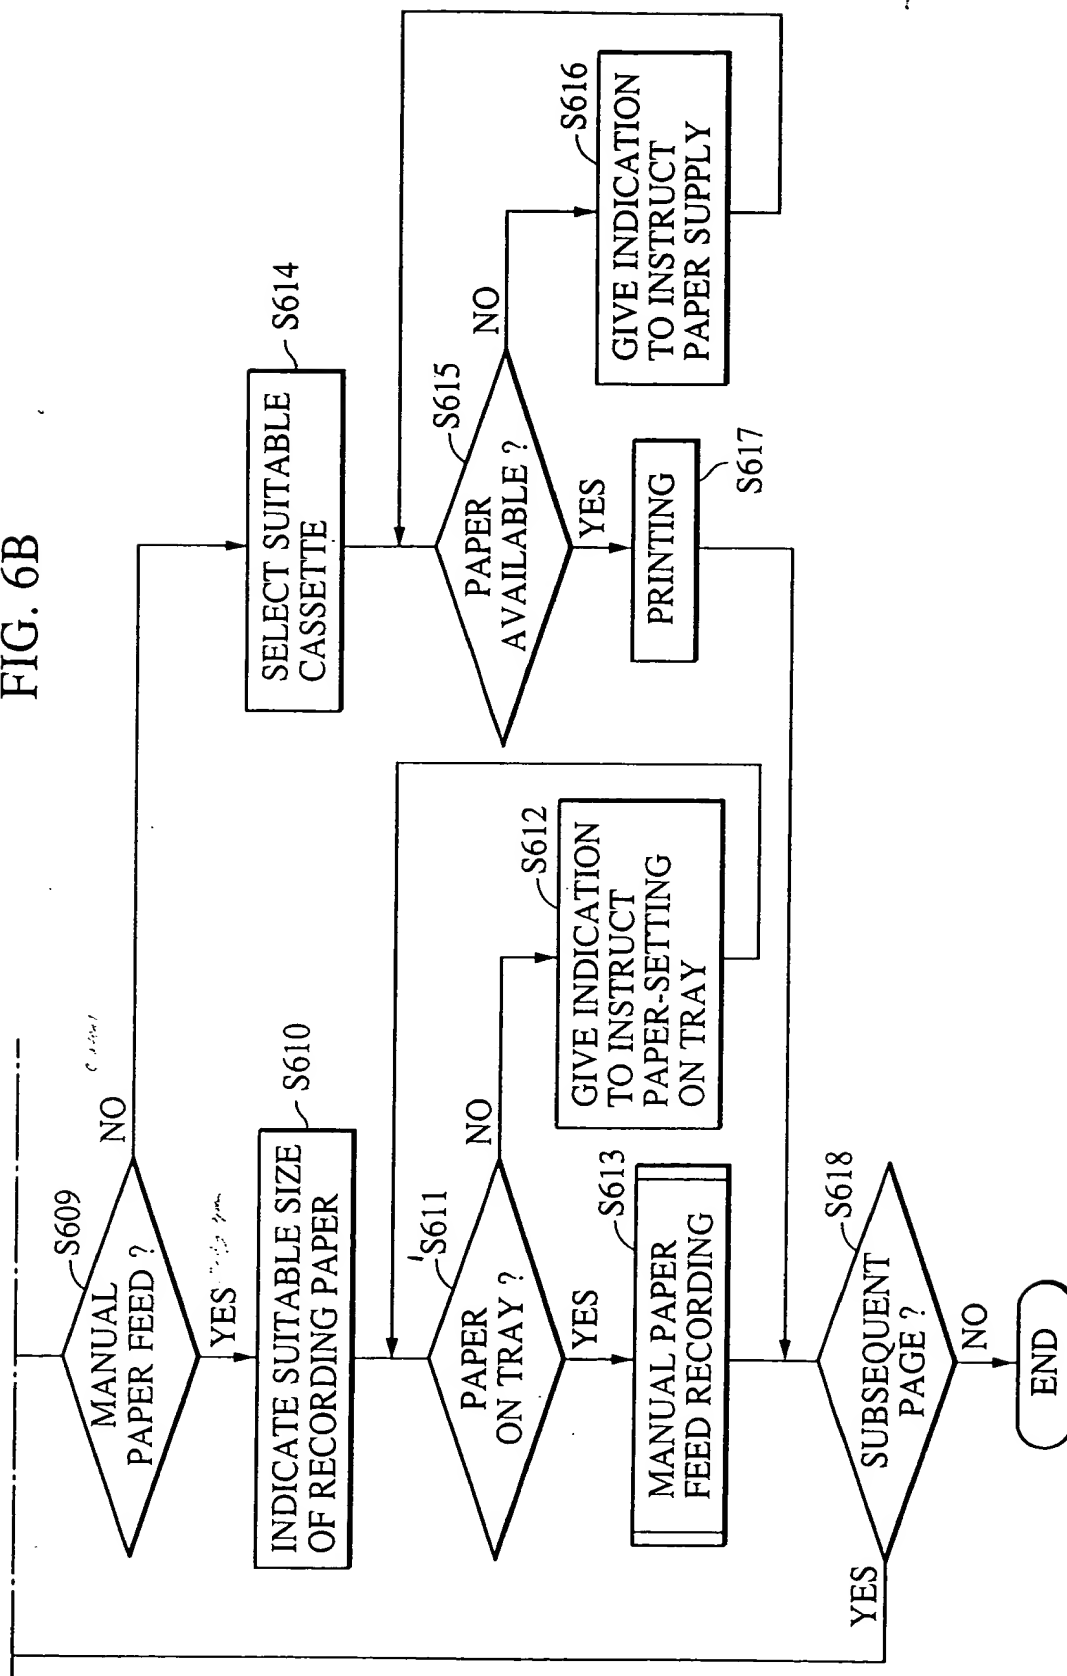 FIG. 6B
S609
MANUAL
PAPER FEED ?
NO
YES
S610
INDICATE SUITABLE SIZE
OF RECORDING PAPER
S611
PAPER
ON TRAY ?
NO
YES
S612
GIVE INDICATION
TO INSTRUCT
PAPER-SETTING
ON TRAY
S613
MANUAL PAPER
FEED RECORDING
S614
SELECT SUITABLE
CASSETTE
S615
PAPER
AVAILABLE ?
NO
YES
S616
GIVE INDICATION
TO INSTRUCT
PAPER SUPPLY
S617
PRINTING
S618
SUBSEQUENT
PAGE ?
YES
NO
END